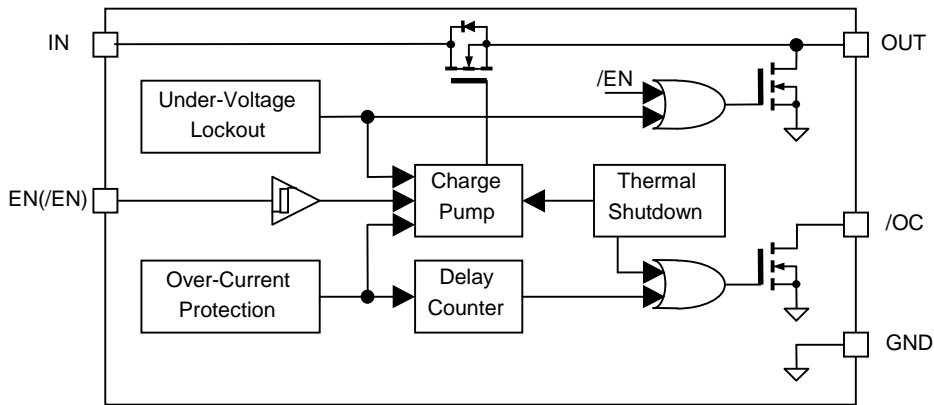 IN
OUT
/EN
Under-Voltage
Lockout
EN(/EN)
Charge
Pump
Thermal
Shutdown
/OC
Over-Current
Protection
Delay
Counter
GND